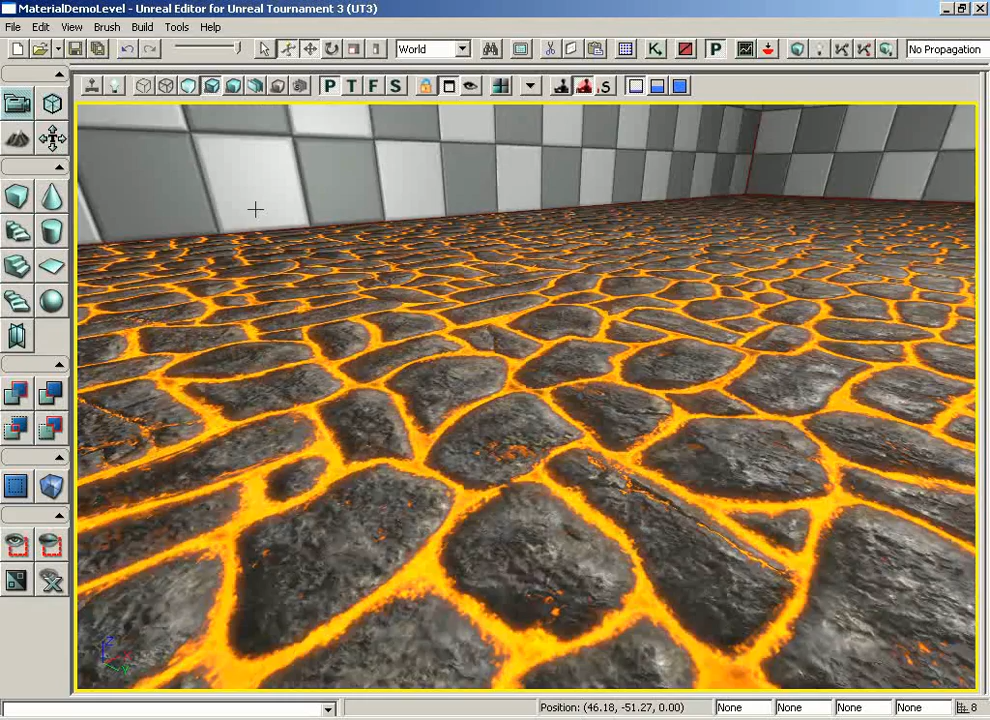 MaterialDemoLevel - Unreal Editor for Unreal Tournament 3 (UT3)
File Edit View Brush Build Tools Help
World
P
No Propagation
P T F S
S
Z
Y
Position: (46.18, -51.27, 0.00)
None
None
None
None
8